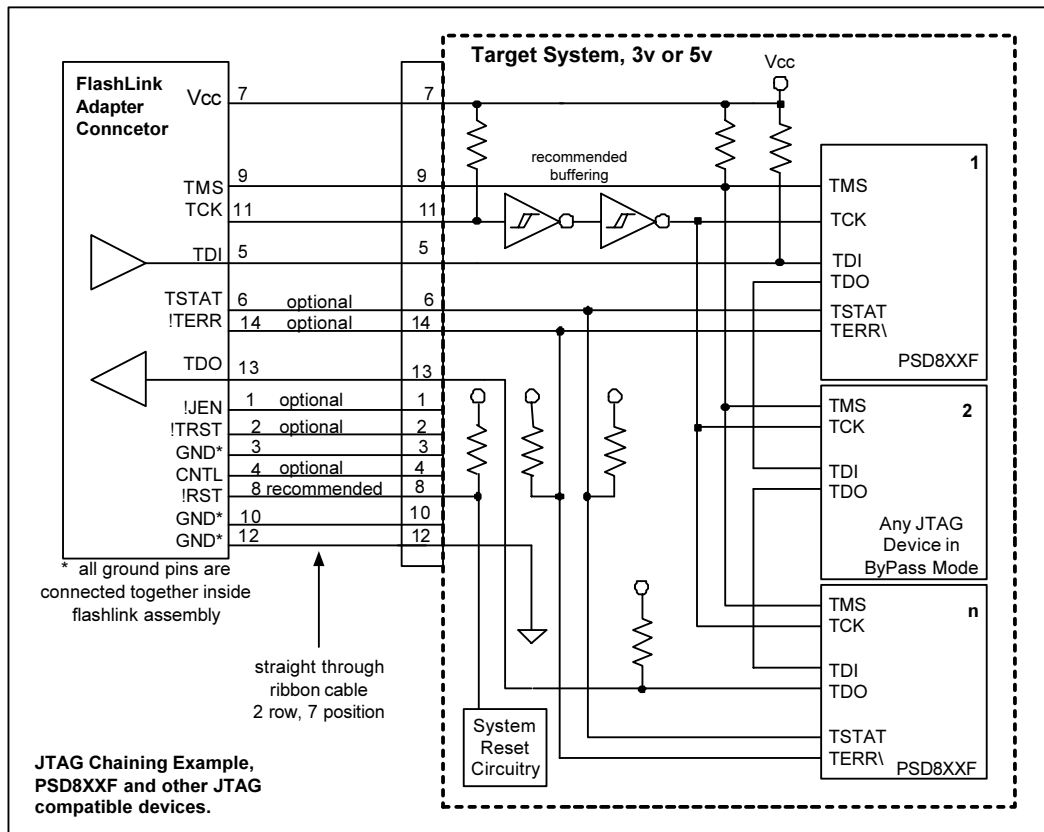 Target System, 3v or 5v
Vcc
FlashLink
Adapter
Conncetor
Vcc 7 7
recommended
buffering
1
TMS 9 9 TMS
TCK 11 11 TCK
TDI 5 5 TDI
TDO
TSTAT 6 optional 6 TSTAT
!TERR 14 optional 14 TERR\
PSD8XXF
TDO 13 13
!JEN 1 optional 1
!TRST 2 optional 2
GND* 3 3
CNTL 4 optional 4
!RST 8 recommended 8
GND* 10 10
GND* 12 12
TMS 2
TCK
TDI
TDO
Any JTAG
Device in
ByPass Mode
* all ground pins are
connected together inside
flashlink assembly
straight through
ribbon cable
2 row, 7 position
System
Reset
Circuitry
n
TMS
TCK
TDI
TDO
TSTAT
TERR\
PSD8XXF
JTAG Chaining Example,
PSD8XXF and other JTAG
compatible devices.